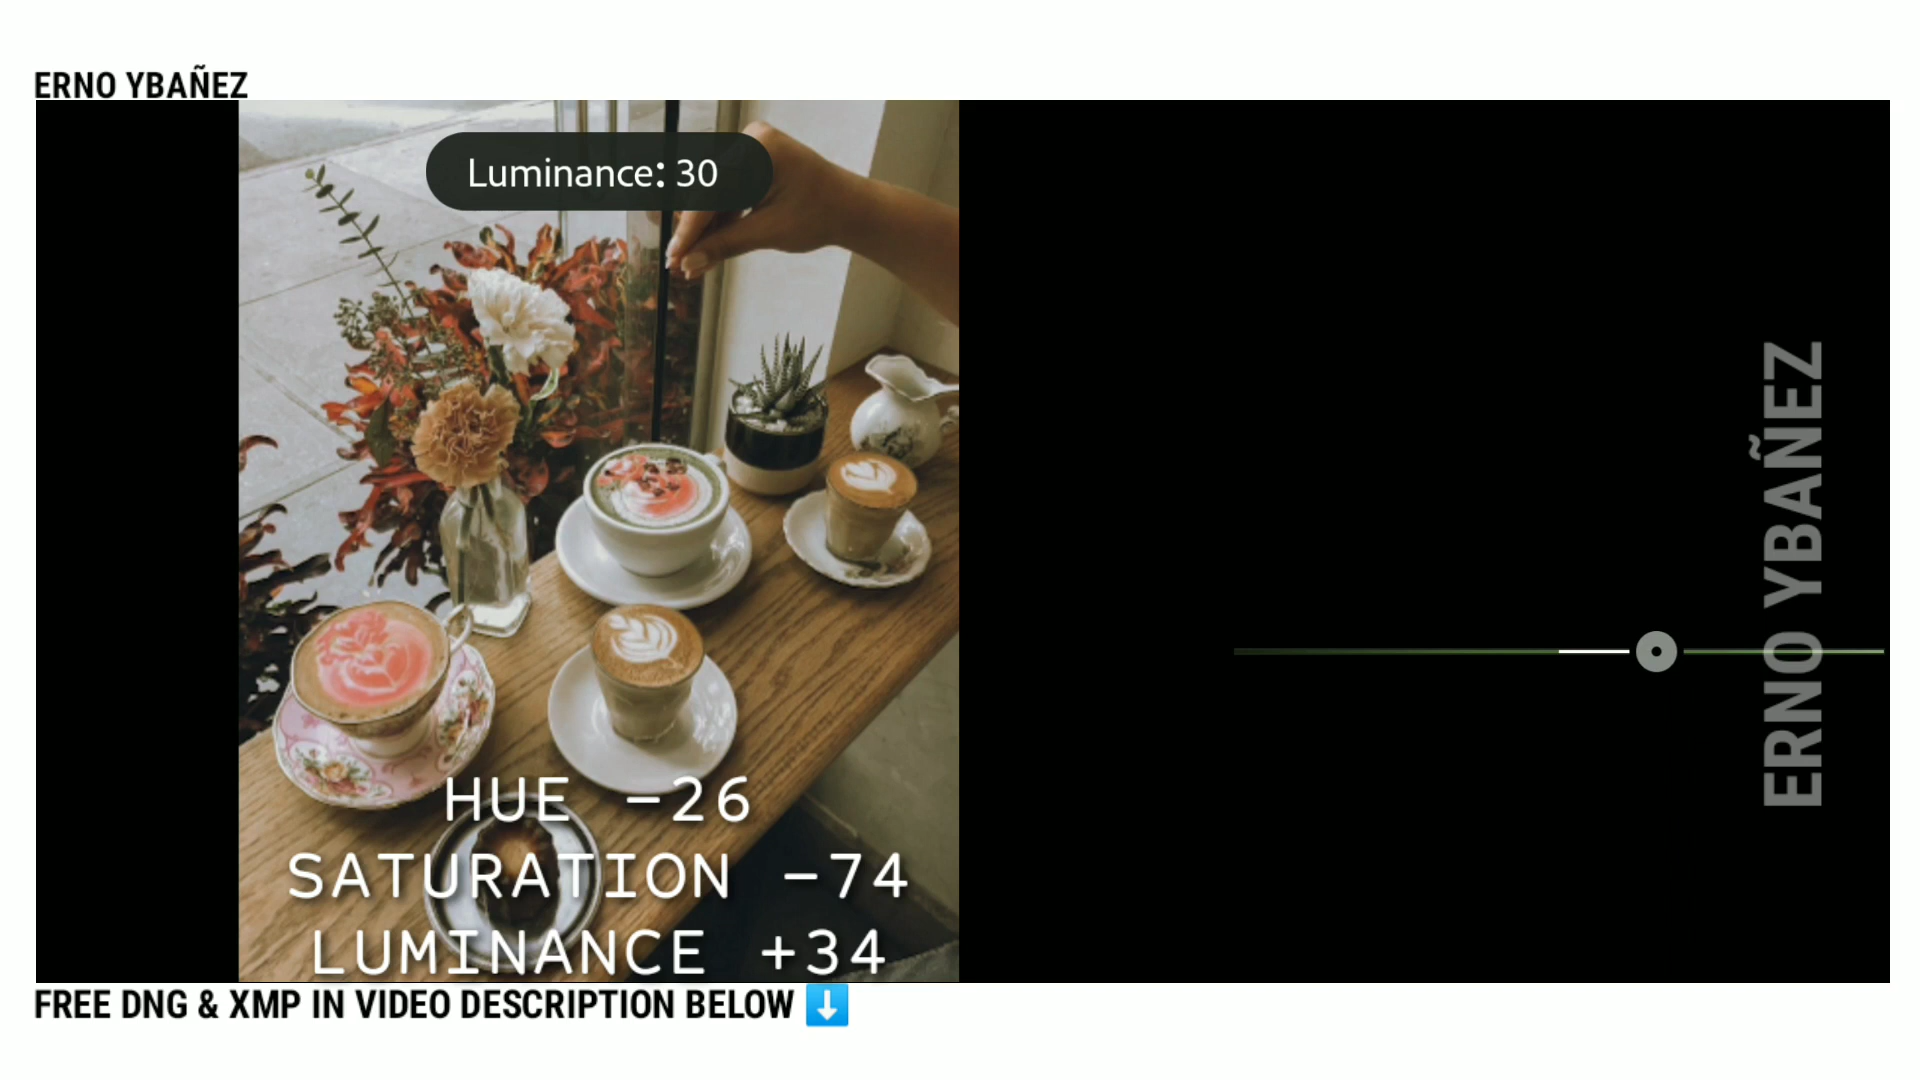 ERNO YBAÑEZ
Luminance: 30
HUE -26
SATURATION -74
LUMINANCE +34
ERNO YBAÑEZ
FREE DNG & XMP IN VIDEO DESCRIPTION BELOW ⬇️